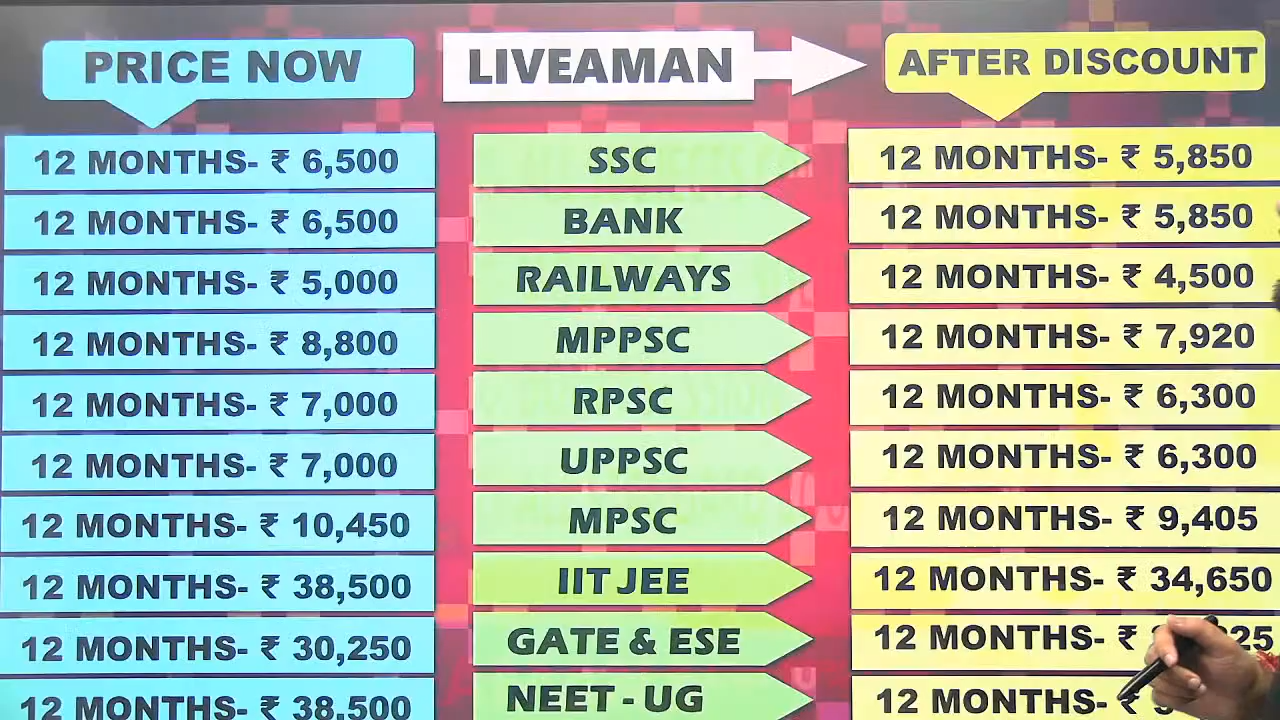 PRICE NOW LIVEAMAN AFTER DISCOUNT
12 MONTHS- ₹ 6,500 SSC 12 MONTHS- ₹ 5,850
12 MONTHS- ₹ 6,500 BANK 12 MONTHS- ₹ 5,850
12 MONTHS- ₹ 5,000 RAILWAYS 12 MONTHS- ₹ 4,500
12 MONTHS- ₹ 8,800 MPPSC 12 MONTHS- ₹ 7,920
12 MONTHS- ₹ 7,000 RPSC 12 MONTHS- ₹ 6,300
12 MONTHS- ₹ 7,000 UPPSC 12 MONTHS- ₹ 6,300
12 MONTHS- ₹ 10,450 MPSC 12 MONTHS- ₹ 9,405
12 MONTHS- ₹ 38,500 IIT JEE 12 MONTHS- ₹ 34,650
12 MONTHS- ₹ 30,250 GATE & ESE 12 MONTHS- ₹
12 MONTHS- ₹ 38,500 NEET - UG 12 MONTHS- ₹